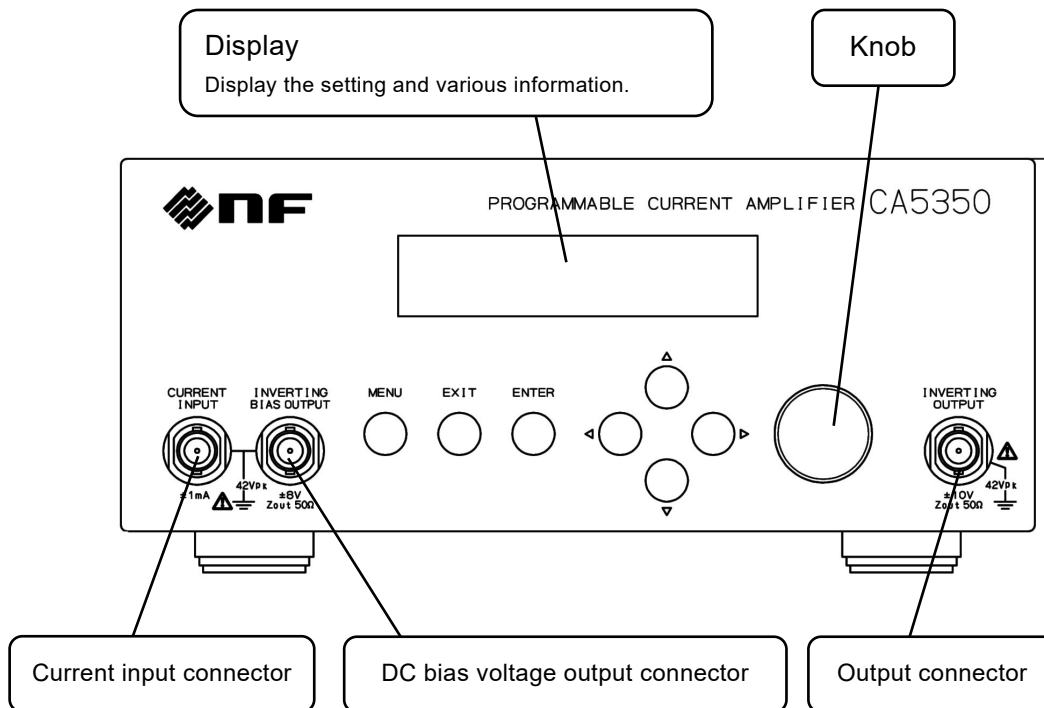 Display
Display the setting and various information.
Knob
NF
PROGRAMMABLE CURRENT AMPLIFIER CA5350
CURRENT
INPUT
INVERTING
BIAS OUTPUT
MENU
EXIT
ENTER
INVERTING
OUTPUT
±1mA
42Vpk
±8V
Zout 50Ω
±10V
Zout 50Ω
42Vpk
Current input connector
DC bias voltage output connector
Output connector